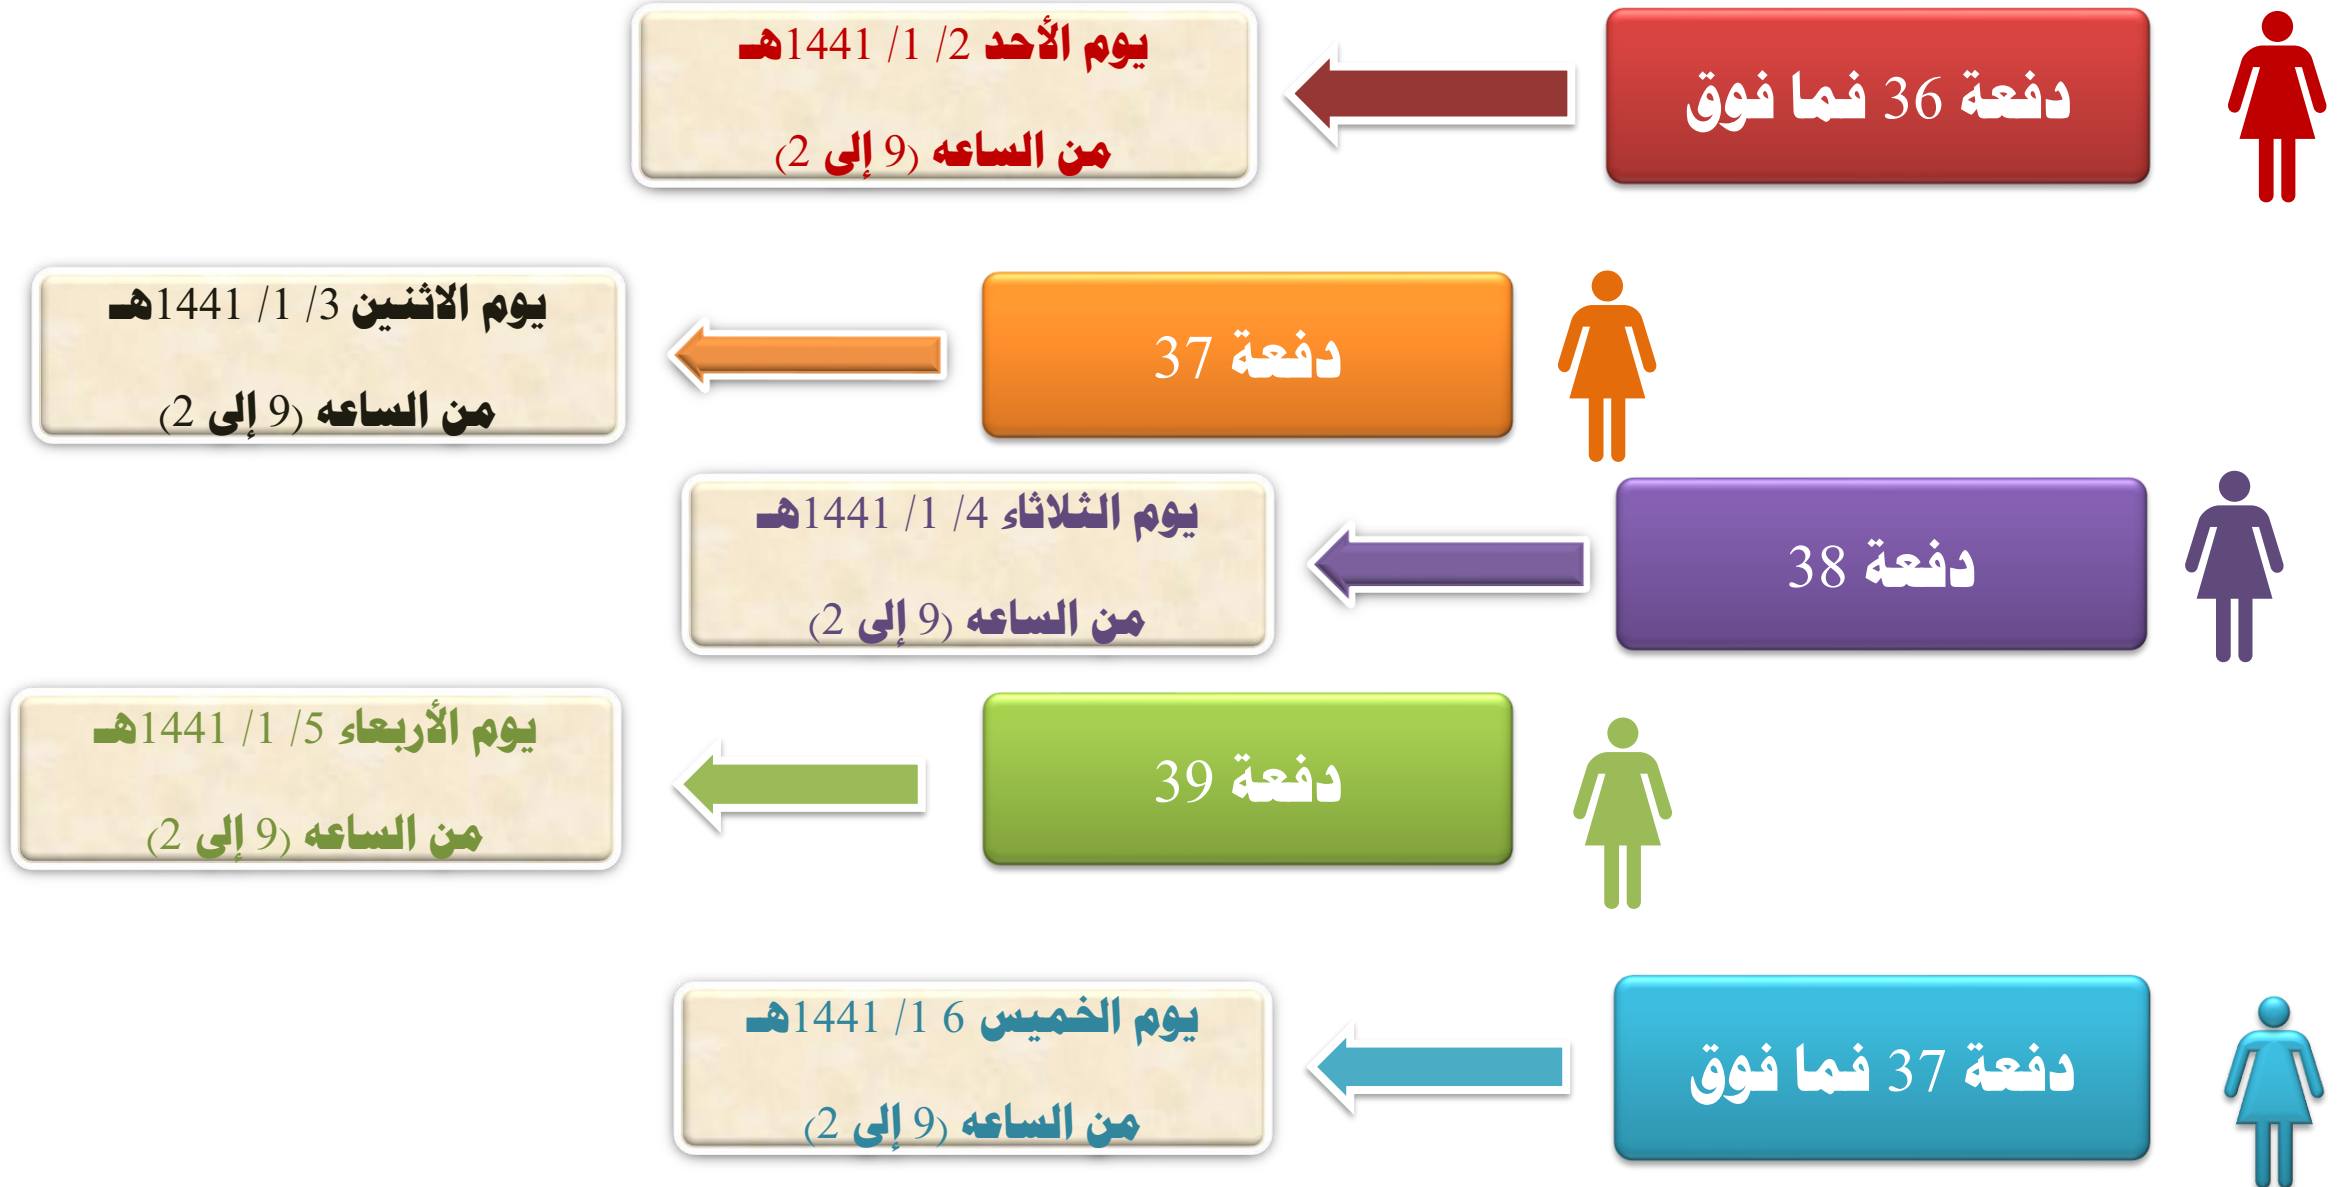 دفعة 36 فما فوق
يوم الأحد 2/ 1/ 1441هـ
من الساعه (9 إلى 2)
دفعة 37
يوم الاثنين 3/ 1/ 1441هـ
من الساعه (9 إلى 2)
دفعة 38
يوم الثلاثاء 4/ 1/ 1441هـ
من الساعه (9 إلى 2)
دفعة 39
يوم الأربعاء 5/ 1/ 1441هـ
من الساعه (9 إلى 2)
دفعة 37 فما فوق
يوم الخميس 6 1/ 1441هـ
من الساعه (9 إلى 2)